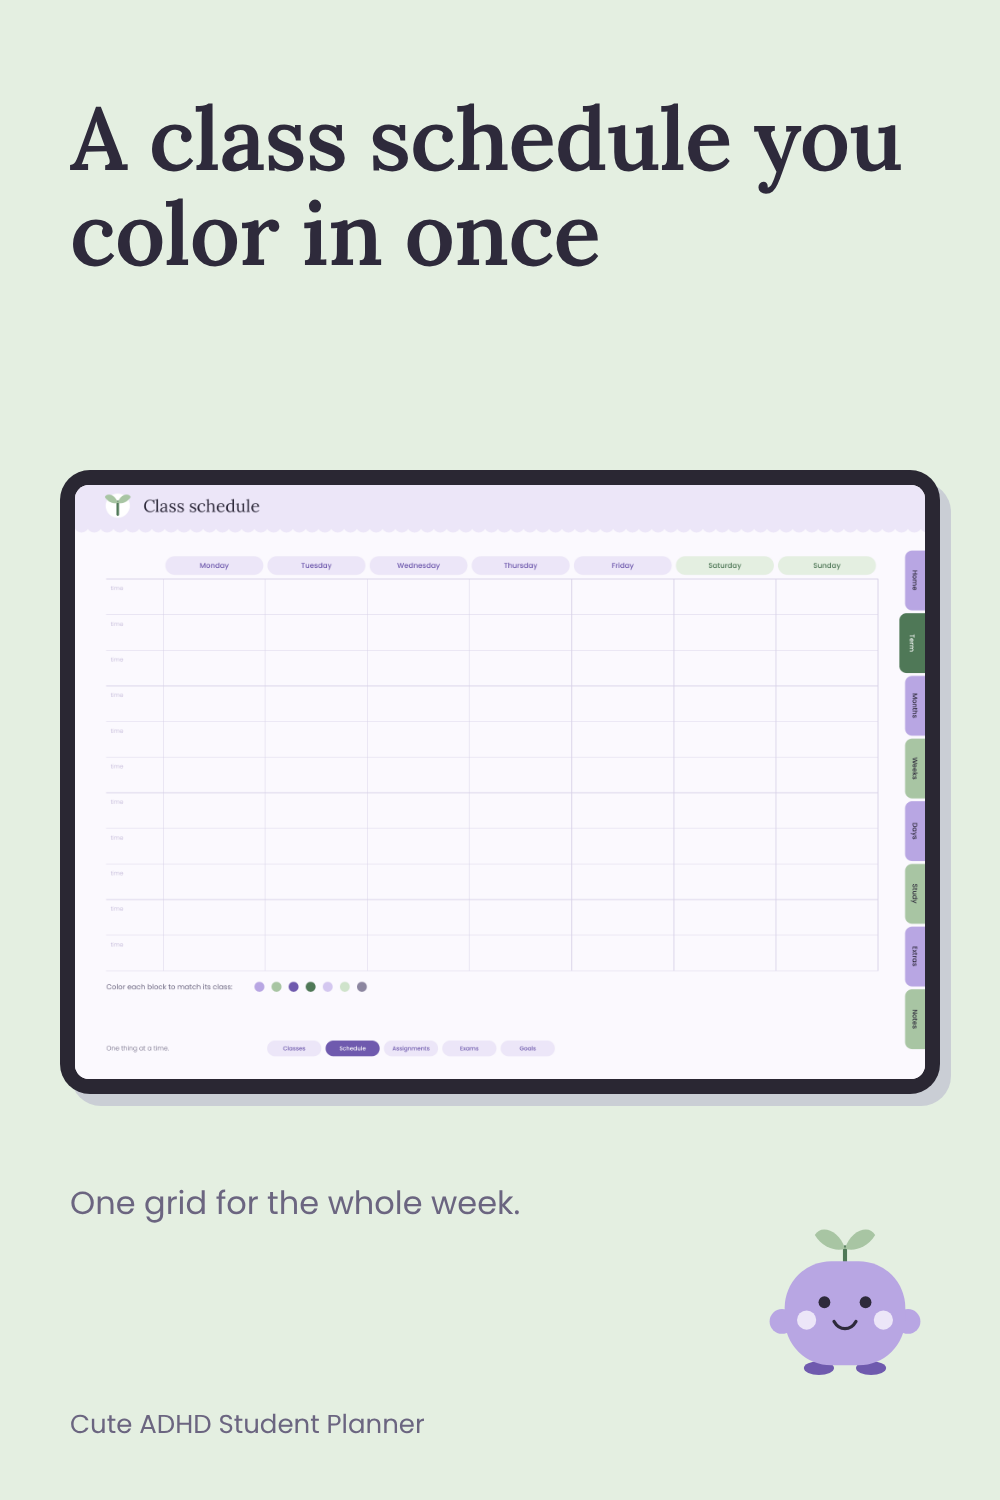 A class schedule you
color in once
Class schedule
Monday Tuesday Wednesday Thursday Friday Saturday Sunday
time
time
time
time
time
time
time
time
time
time
time
Color each block to match its class:
One thing at a time.
Classes Schedule Assignments Exams Goals
Home
Term
Months
Weeks
Days
Study
Extras
Notes
One grid for the whole week.
Cute ADHD Student Planner